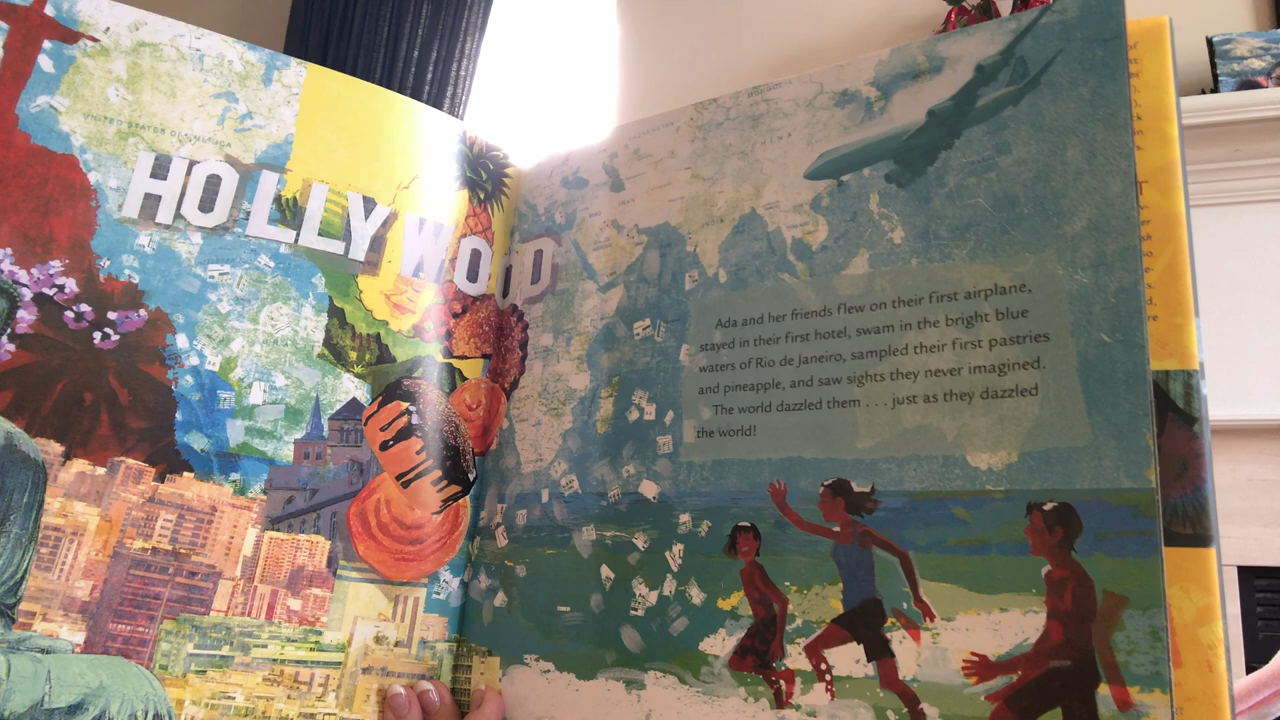 UNITED STATES OF AMERICA
HOLLYWOOD
CHINA
IRAN
Ada and her friends flew on their first airplane,
stayed in their first hotel, swam in the bright blue
waters of Rio de Janeiro, sampled their first pastries
and pineapple, and saw sights they never imagined.
The world dazzled them . . . just as they dazzled
the world!